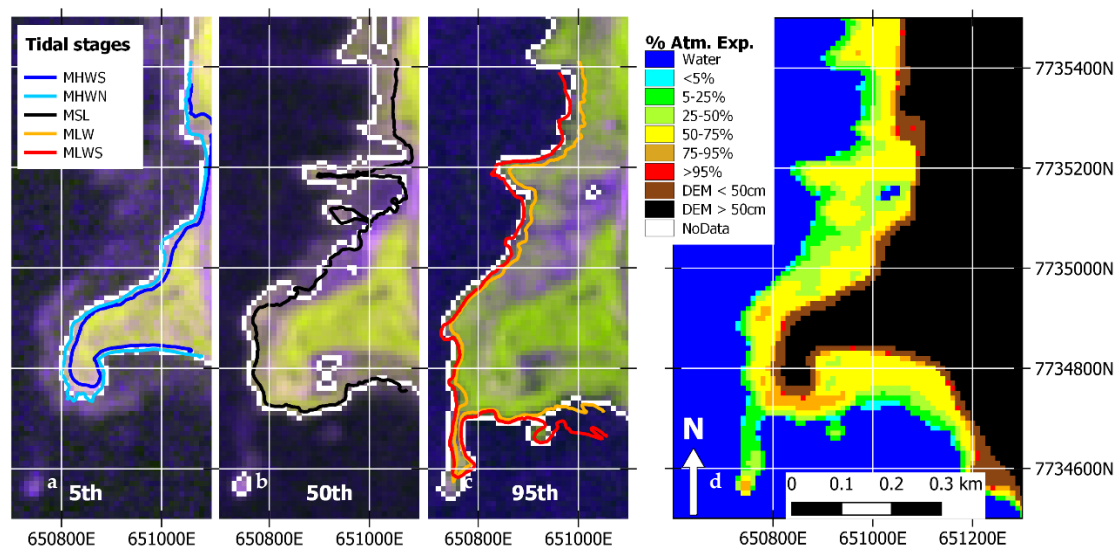 Tidal stages
MHWS
MHWN
MSL
MLW
MLWS
a
5th
b
50th
c
95th
% Atm. Exp.
Water
<5%
5-25%
25-50%
50-75%
75-95%
>95%
DEM < 50cm
DEM > 50cm
NoData
N
d
0 0.1 0.2 0.3 km
7735400N
7735200N
7735000N
7734800N
7734600N
650800E 651000E 650800E 651000E 650800E 651000E 650800E 651000E 651200E